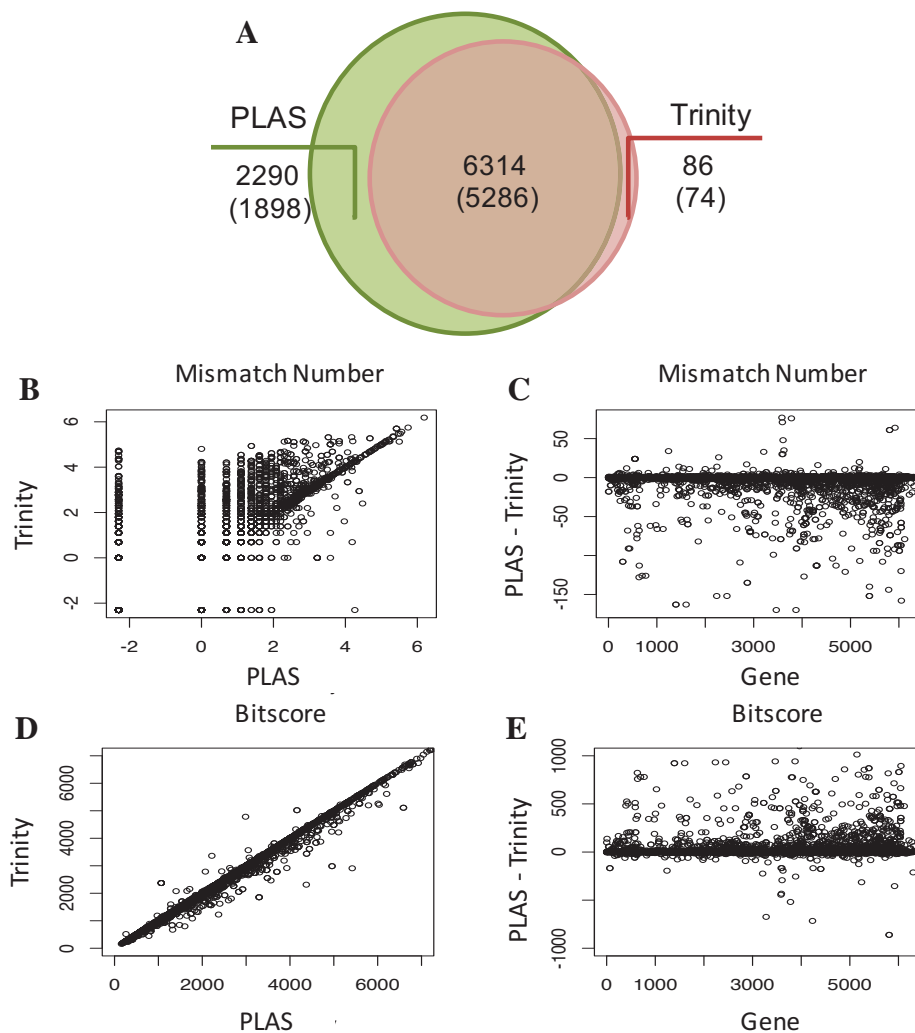 A
PLAS
2290
(1898)
6314
(5286)
Trinity
86
(74)
B
Mismatch Number
Trinity
6
4
2
0
-2
-2 0 2 4 6
PLAS
C
Mismatch Number
PLAS - Trinity
50
0
-50
-150
0 1000 3000 5000
Gene
D
Bitscore
Trinity
6000
4000
2000
0
0 2000 4000 6000
PLAS
E
Bitscore
PLAS - Trinity
1000
500
0
-1000
0 1000 3000 5000
Gene